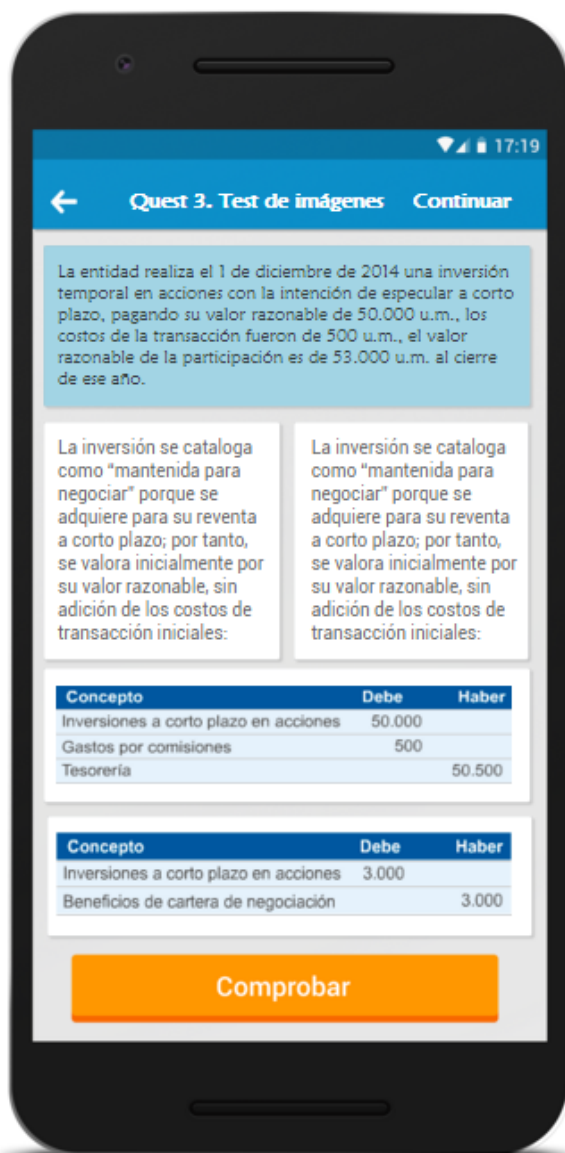 17:19
Quest 3. Test de imágenes Continuar
La entidad realiza el 1 de diciembre de 2014 una inversión
temporal en acciones con la intención de especular a corto
plazo, pagando su valor razonable de 50.000 u.m., los
costos de la transacción fueron de 500 u.m., el valor
razonable de la participación es de 53.000 u.m. al cierre
de ese año.
La inversión se cataloga
como “mantenida para
negociar” porque se
adquiere para su reventa
a corto plazo; por tanto,
se valora inicialmente por
su valor razonable, sin
adición de los costos de
transacción iniciales:
La inversión se cataloga
como “mantenida para
negociar” porque se
adquiere para su reventa
a corto plazo; por tanto,
se valora inicialmente por
su valor razonable, sin
adición de los costos de
transacción iniciales:
Concepto Debe Haber
Inversiones a corto plazo en acciones 50.000
Gastos por comisiones 500
Tesorería 50.500
Concepto Debe Haber
Inversiones a corto plazo en acciones 3.000
Beneficios de cartera de negociación 3.000
Comprobar